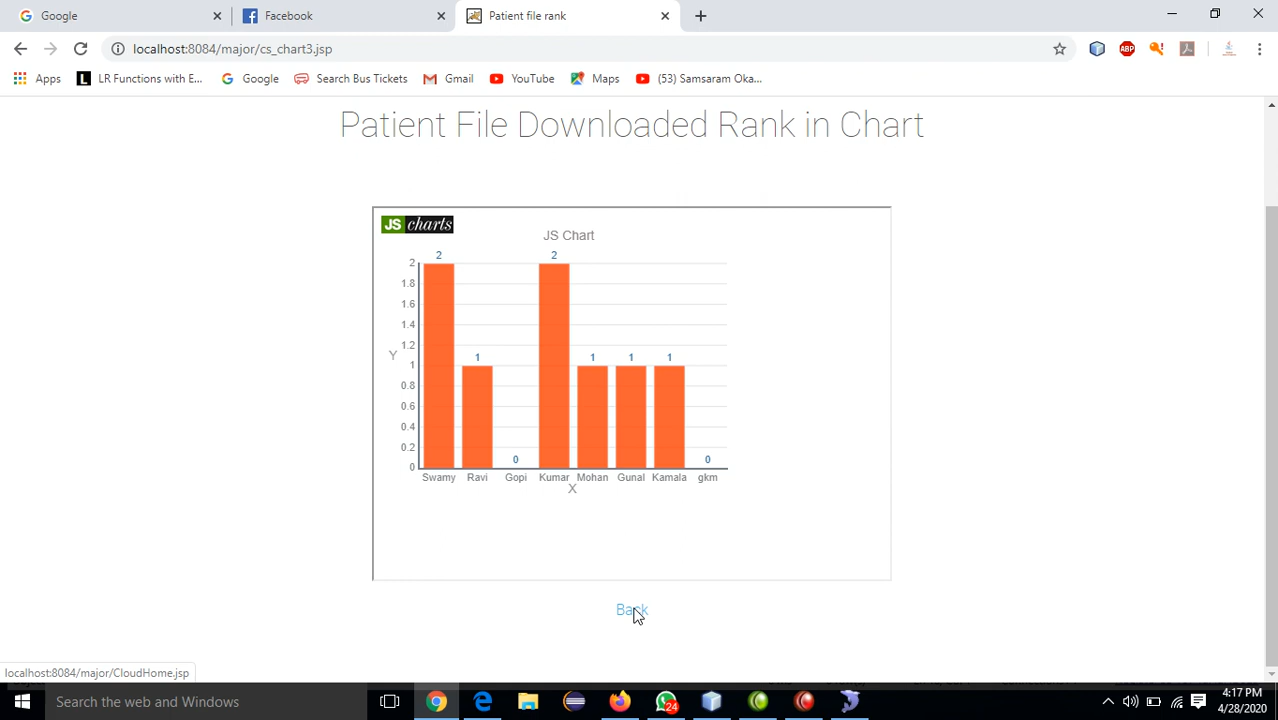 Google
Facebook
Patient file rank
localhost:8084/major/cs_chart3.jsp
ABP
Apps
L LR Functions with E...
Google
Search Bus Tickets
Gmail
YouTube
Maps
(53) Samsaram Oka...
Patient File Downloaded Rank in Chart
JS charts
JS Chart
2 2
2
1.8
1.6
1.4
1.2
1 1 1 1
Y
1
0.8
0.6
0.4
0 0
0.2
0
Swamy Ravi Gopi Kumar Mohan Gunal Kamala gkm
X
Back
localhost:8084/major/CloudHome.jsp
Search the web and Windows
24
4:17 PM
4/28/2020